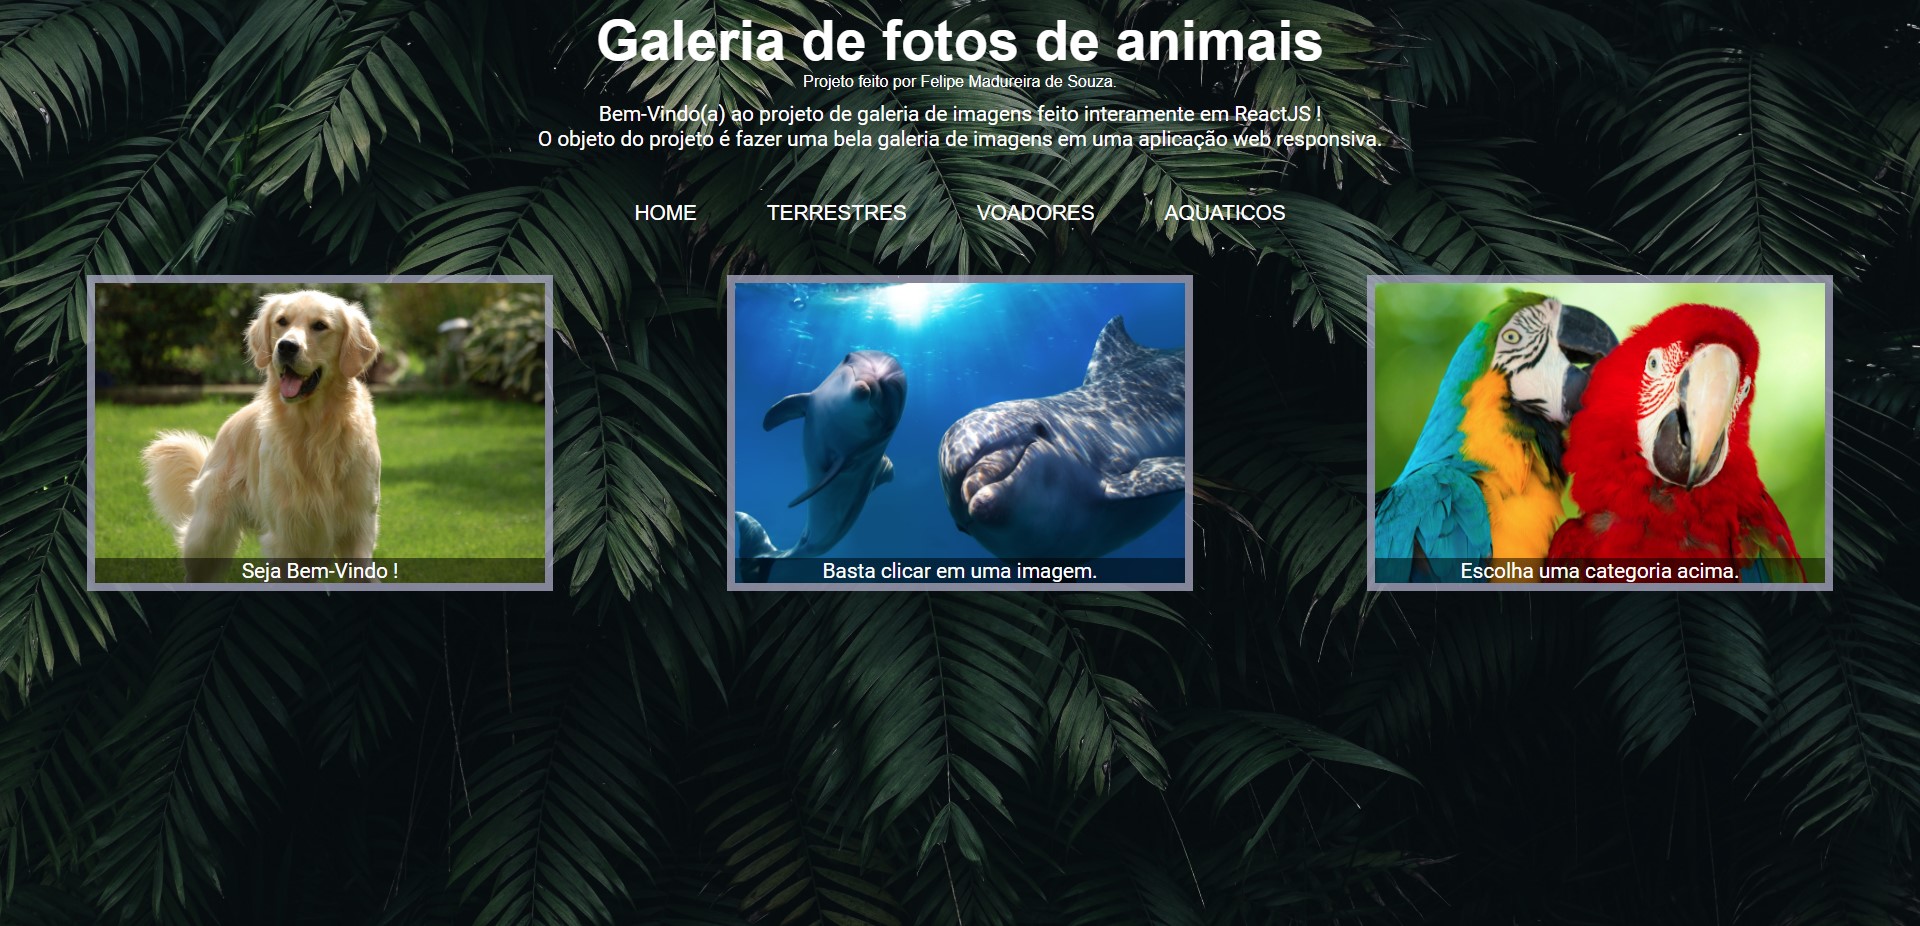 Galeria de fotos de animais
Projeto feito por Felipe Madureira de Souza.
Bem-Vindo(a) ao projeto de galeria de imagens feito interamente em ReactJS !
O objeto do projeto é fazer uma bela galeria de imagens em uma aplicação web responsiva.
HOME TERRESTRES VOADORES AQUATICOS
Seja Bem-Vindo !
Basta clicar em uma imagem.
Escolha uma categoria acima.